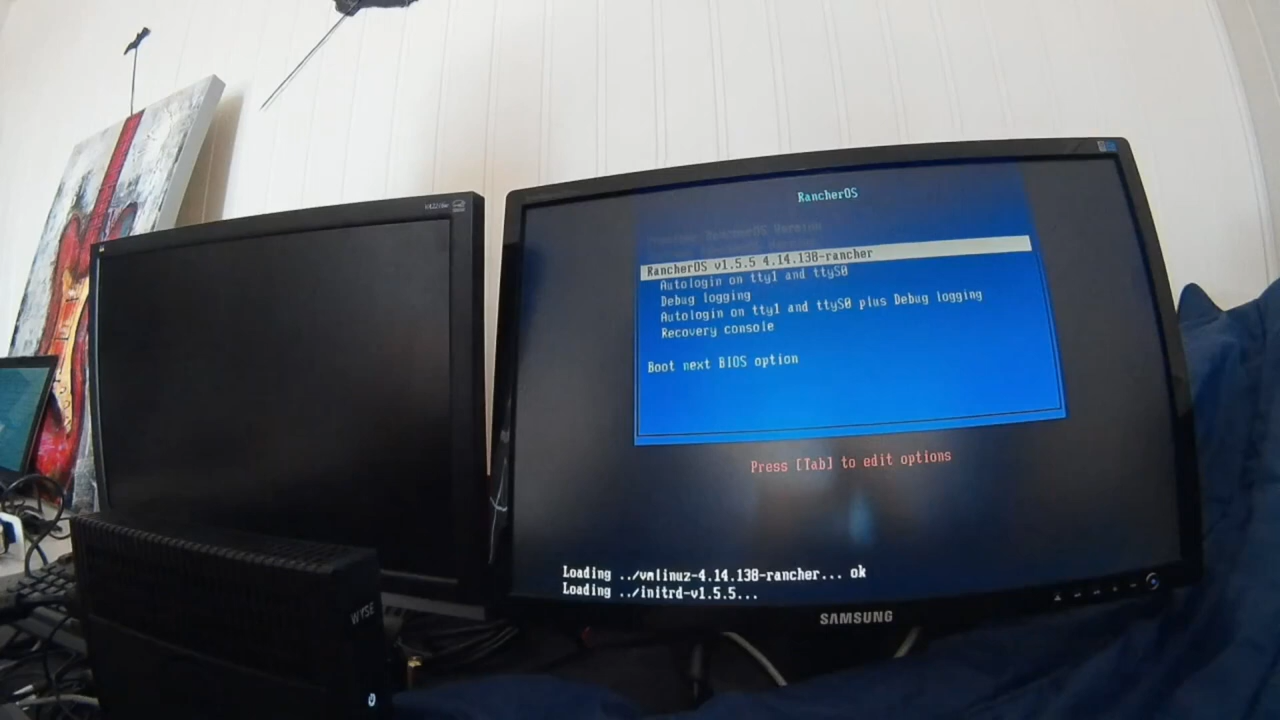 RancherOS
RancherOS v1.5.5 4.14.138-rancher
Autologin on tty1 and ttyS0
Debug logging
Autologin on tty1 and ttyS0 plus Debug logging
Recovery console
Boot next BIOS option
Press [Tab] to edit options
Loading ../vmlinuz-4.14.138-rancher... ok
Loading ../initrd-v1.5.5...
SAMSUNG
WYSE